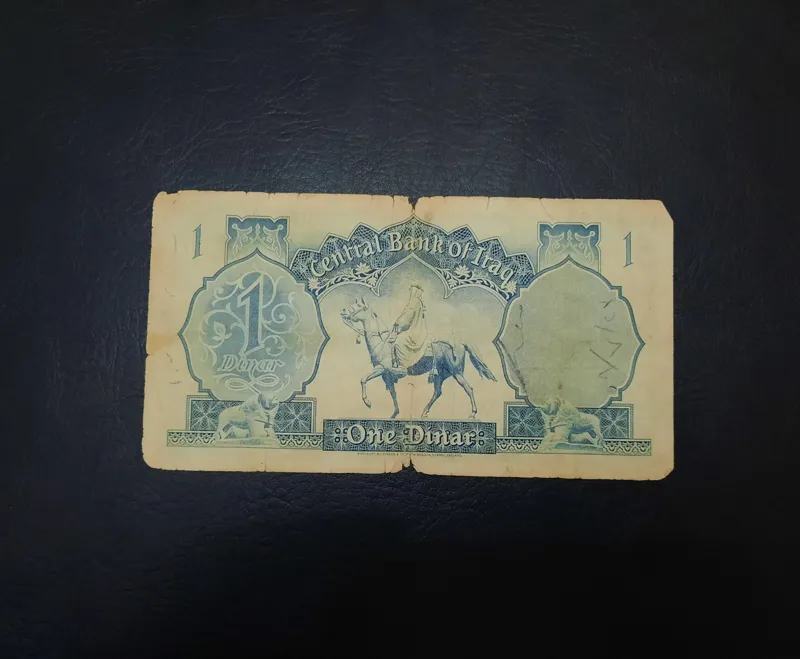 1
1
Central Bank of Iraq
1
Dinar
One Dinar